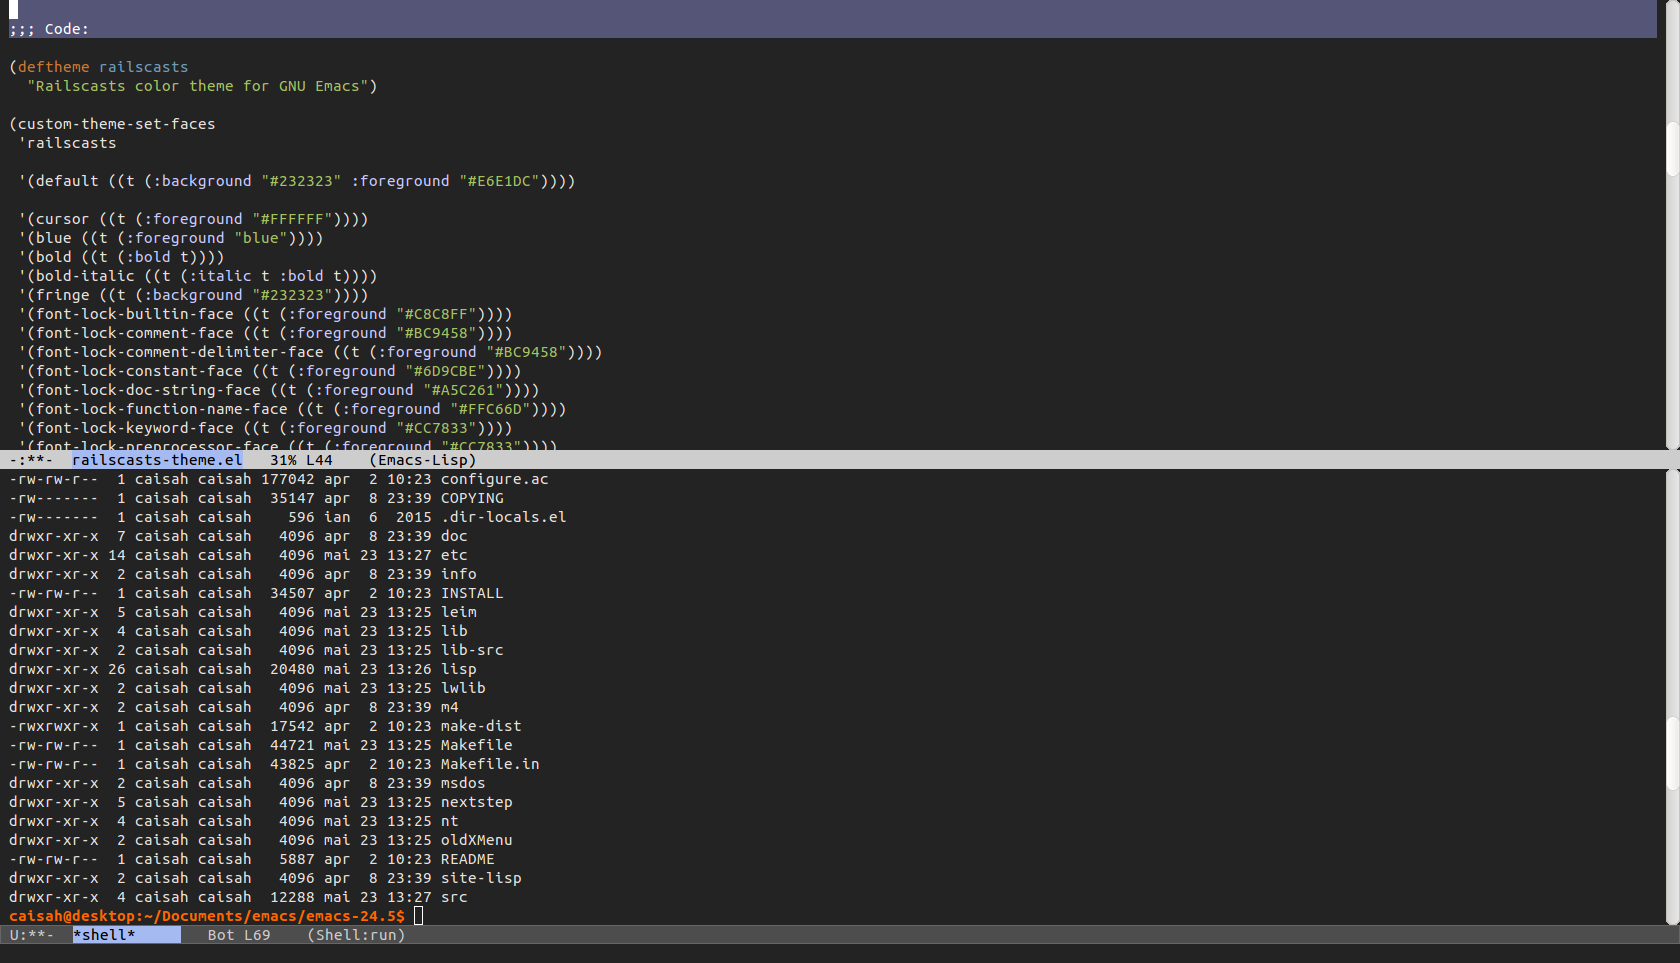 ;;; Code:
(deftheme railscasts
"Railscasts color theme for GNU Emacs")
(custom-theme-set-faces
'railscasts
'(default ((t (:background "#232323" :foreground "#E6E1DC"))))
'(cursor ((t (:foreground "#FFFFFF"))))
'(blue ((t (:foreground "blue"))))
'(bold ((t (:bold t))))
'(bold-italic ((t (:italic t :bold t))))
'(fringe ((t (:background "#232323"))))
'(font-lock-builtin-face ((t (:foreground "#C8C8FF"))))
'(font-lock-comment-face ((t (:foreground "#BC9458"))))
'(font-lock-comment-delimiter-face ((t (:foreground "#BC9458"))))
'(font-lock-constant-face ((t (:foreground "#6D9CBE"))))
'(font-lock-doc-string-face ((t (:foreground "#A5C261"))))
'(font-lock-function-name-face ((t (:foreground "#FFC66D"))))
'(font-lock-keyword-face ((t (:foreground "#CC7833"))))
'(font-lock-preprocessor-face ((t (:foreground "#CC7833"))))
-:**-  railscasts-theme.el   31% L44    (Emacs-Lisp)
-rw-rw-r--  1 caisah caisah 177042 apr  2 10:23 configure.ac
-rw-------  1 caisah caisah  35147 apr  8 23:39 COPYING
-rw-------  1 caisah caisah    596 ian  6  2015 .dir-locals.el
drwxr-xr-x  7 caisah caisah   4096 apr  8 23:39 doc
drwxr-xr-x 14 caisah caisah   4096 mai 23 13:27 etc
drwxr-xr-x  2 caisah caisah   4096 apr  8 23:39 info
-rw-rw-r--  1 caisah caisah  34507 apr  2 10:23 INSTALL
drwxr-xr-x  5 caisah caisah   4096 mai 23 13:25 leim
drwxr-xr-x  4 caisah caisah   4096 mai 23 13:25 lib
drwxr-xr-x  2 caisah caisah   4096 mai 23 13:25 lib-src
drwxr-xr-x 26 caisah caisah  20480 mai 23 13:26 lisp
drwxr-xr-x  2 caisah caisah   4096 mai 23 13:25 lwlib
drwxr-xr-x  2 caisah caisah   4096 apr  8 23:39 m4
-rwxrwxr-x  1 caisah caisah  17542 apr  2 10:23 make-dist
-rw-rw-r--  1 caisah caisah  44721 mai 23 13:25 Makefile
-rw-rw-r--  1 caisah caisah  43825 apr  2 10:23 Makefile.in
drwxr-xr-x  2 caisah caisah   4096 apr  8 23:39 msdos
drwxr-xr-x  5 caisah caisah   4096 mai 23 13:25 nextstep
drwxr-xr-x  4 caisah caisah   4096 mai 23 13:25 nt
drwxr-xr-x  2 caisah caisah   4096 mai 23 13:25 oldXMenu
-rw-rw-r--  1 caisah caisah   5887 apr  2 10:23 README
drwxr-xr-x  2 caisah caisah   4096 apr  8 23:39 site-lisp
drwxr-xr-x  4 caisah caisah  12288 mai 23 13:27 src
caisah@desktop:~/Documents/emacs/emacs-24.5$
U:**-  *shell*        Bot L69    (Shell:run)